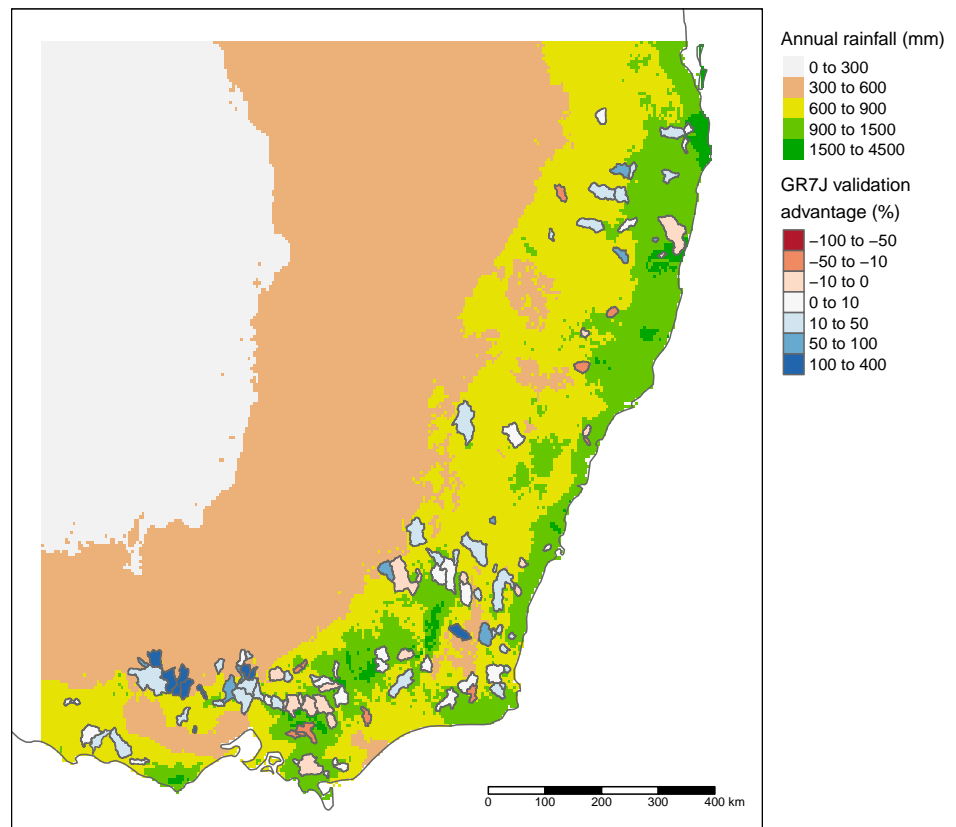 Annual rainfall (mm)
0 to 300
300 to 600
600 to 900
900 to 1500
1500 to 4500
GR7J validation
advantage (%)
−100 to −50
−50 to −10
−10 to 0
0 to 10
10 to 50
50 to 100
100 to 400
0 100 200 300 400 km